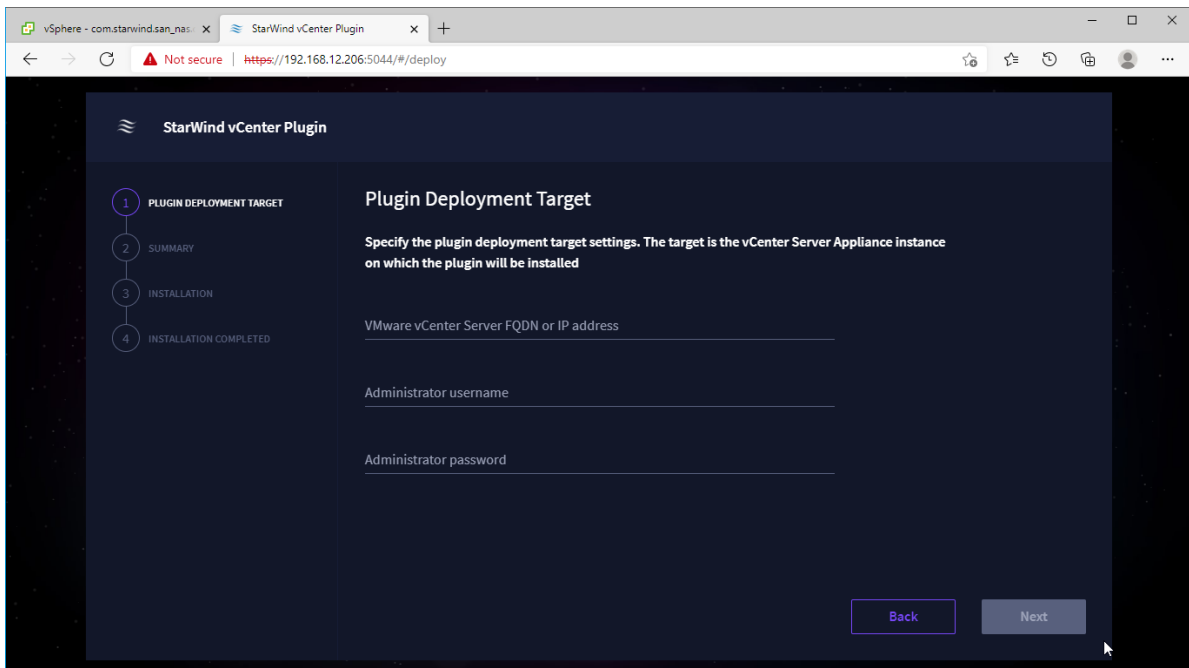 vSphere - com.starwind.san_nas.
StarWind vCenter Plugin
Not secure
https://192.168.12.206:5044/#/deploy
StarWind vCenter Plugin
1 PLUGIN DEPLOYMENT TARGET
2 SUMMARY
3 INSTALLATION
4 INSTALLATION COMPLETED
Plugin Deployment Target
Specify the plugin deployment target settings. The target is the vCenter Server Appliance instance
on which the plugin will be installed
VMware vCenter Server FQDN or IP address
Administrator username
Administrator password
Back
Next